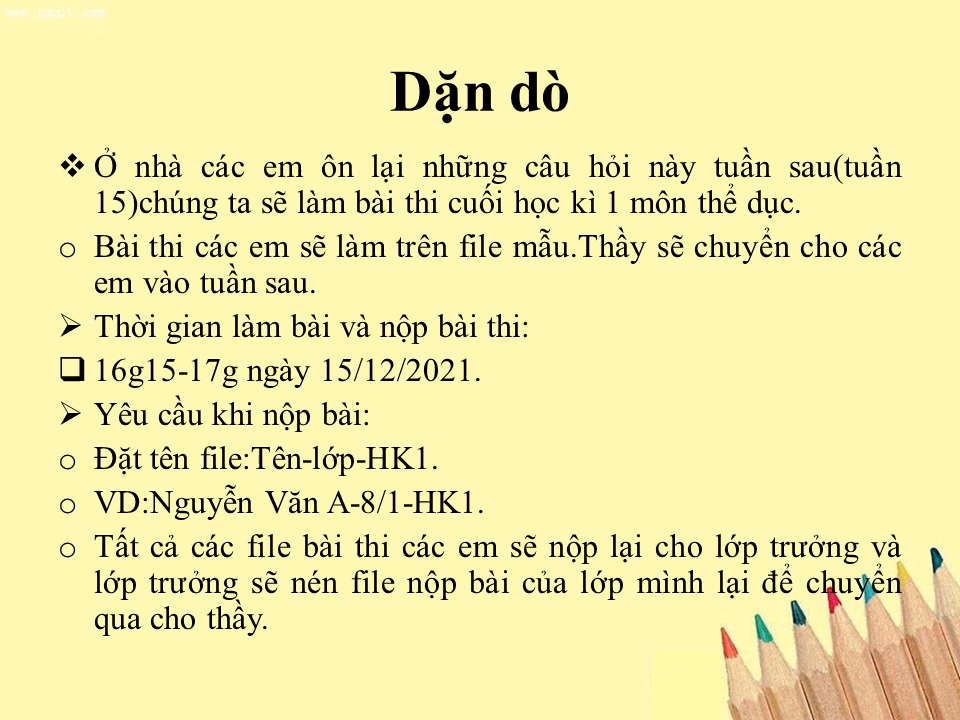 Dặn dò
❖ Ở nhà các em ôn lại những câu hỏi này tuần sau(tuần
15)chúng ta sẽ làm bài thi cuối học kì 1 môn thể dục.
o Bài thi các em sẽ làm trên file mẫu.Thầy sẽ chuyển cho các
em vào tuần sau.
➢ Thời gian làm bài và nộp bài thi:
❑ 16g15-17g ngày 15/12/2021.
➢ Yêu cầu khi nộp bài:
o Đặt tên file:Tên-lớp-HK1.
o VD:Nguyễn Văn A-8/1-HK1.
o Tất cả các file bài thi các em sẽ nộp lại cho lớp trưởng và
lớp trưởng sẽ nén file nộp bài của lớp mình lại để chuyển
qua cho thầy.